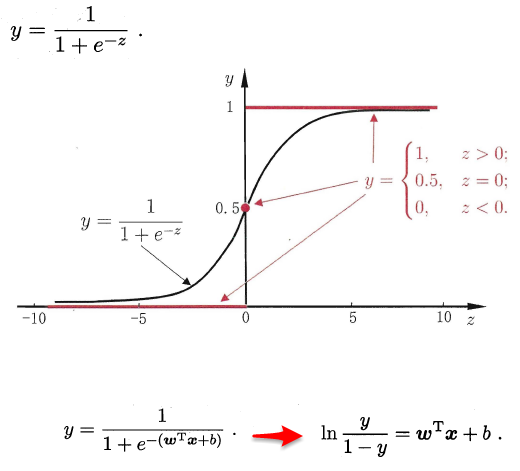 y = 1 / (1 + e^{-z}) .
y
1
y = { 1, z > 0;
0.5, z = 0;
0, z < 0.
0.5
y = 1 / (1 + e^{-z})
-10 -5 0 5 10 z
y = 1 / (1 + e^{-(w^T x + b)}) . ln y / (1 - y) = w^T x + b .